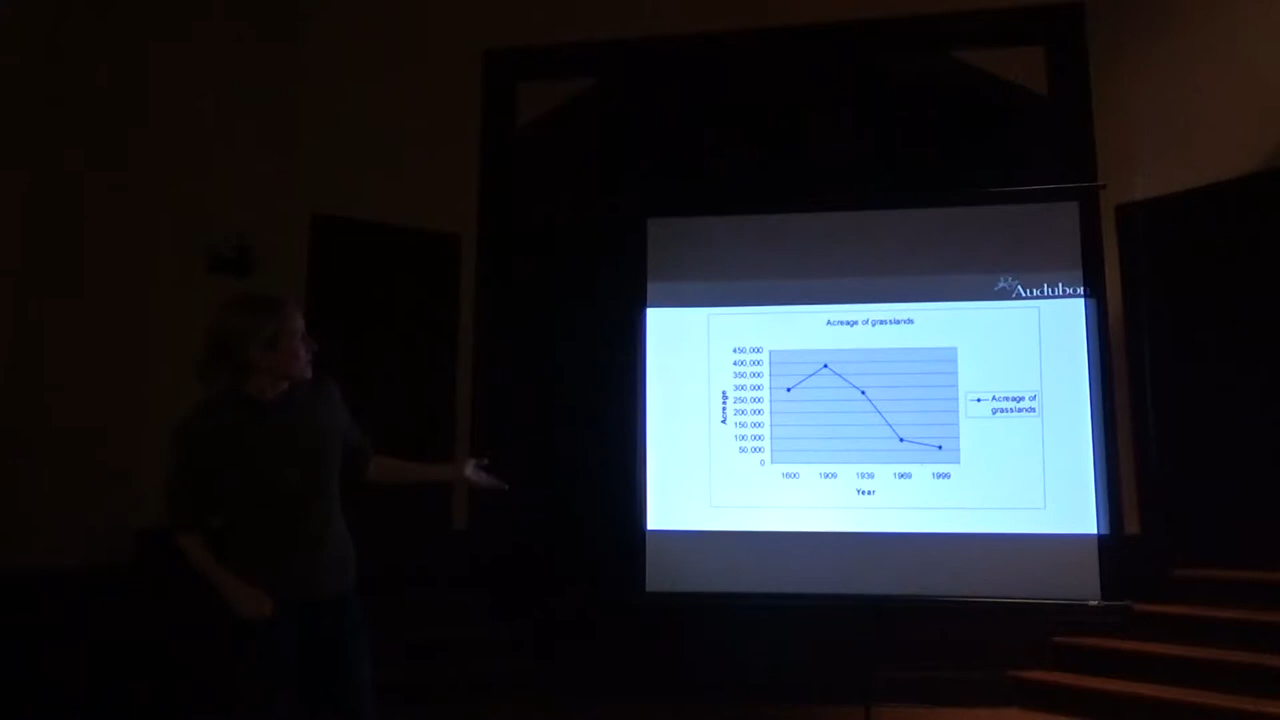 Audubon
Acreage of grasslands
450,000
400,000
350,000
300,000
250,000
200,000
150,000
100,000
50,000
0
Acreage
1600
1909
1939
1969
1999
Year
Acreage of
grasslands